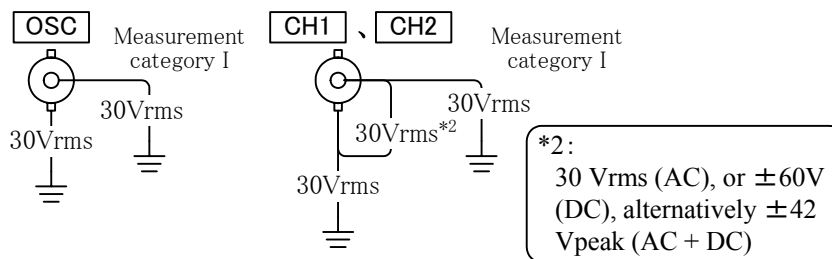 OSC
Measurement
category I
30Vrms
30Vrms
CH1 、 CH2
Measurement
category I
30Vrms
30Vrms*2
30Vrms
*2:
30 Vrms (AC), or ±60V
(DC), alternatively ±42
Vpeak (AC + DC)